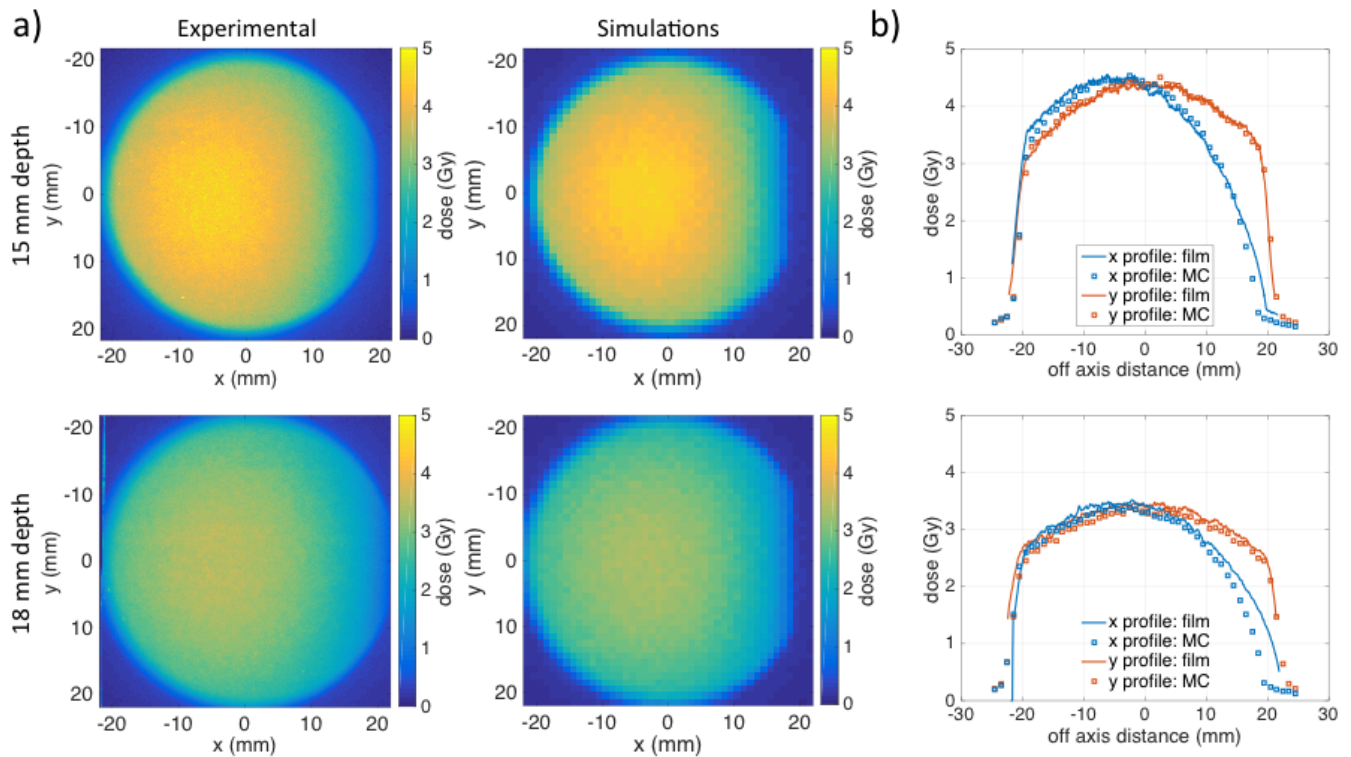 a)
Experimental
Simulations
b)
15 mm depth
-20
-10
0
10
20
y (mm)
-20 -10 0 10 20
x (mm)
5
4
3
2
1
0
dose (Gy)
-20
-10
0
10
20
y (mm)
-20 -10 0 10 20
x (mm)
5
4
3
2
1
0
dose (Gy)
5
4
3
2
1
0
dose (Gy)
x profile: film
x profile: MC
y profile: film
y profile: MC
-30 -20 -10 0 10 20 30
off axis distance (mm)
18 mm depth
-20
-10
0
10
20
y (mm)
-20 -10 0 10 20
x (mm)
5
4
3
2
1
0
dose (Gy)
-20
-10
0
10
20
y (mm)
-20 -10 0 10 20
x (mm)
5
4
3
2
1
0
dose (Gy)
5
4
3
2
1
0
dose (Gy)
x profile: film
x profile: MC
y profile: film
y profile: MC
-30 -20 -10 0 10 20 30
off axis distance (mm)